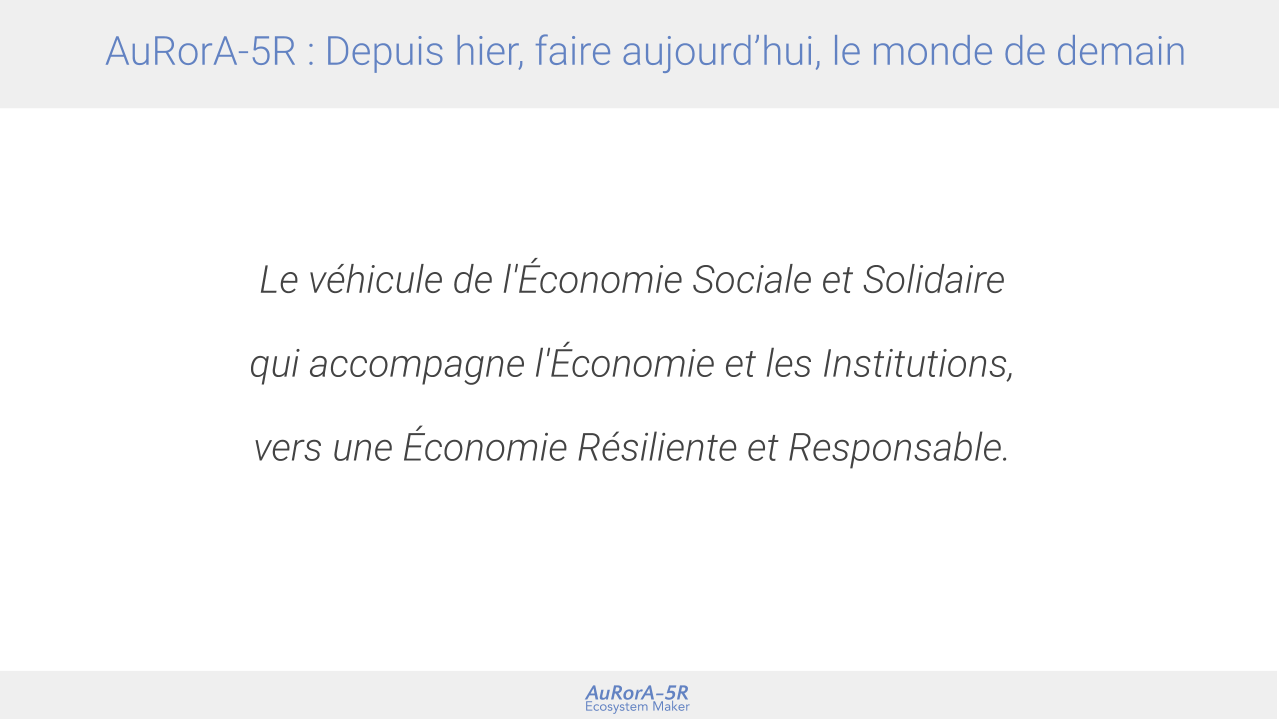 AuRorA-5R : Depuis hier, faire aujourd’hui, le monde de demain
Le véhicule de l'Économie Sociale et Solidaire
qui accompagne l'Économie et les Institutions,
vers une Économie Résiliente et Responsable.
AuRorA-5R
Ecosystem Maker